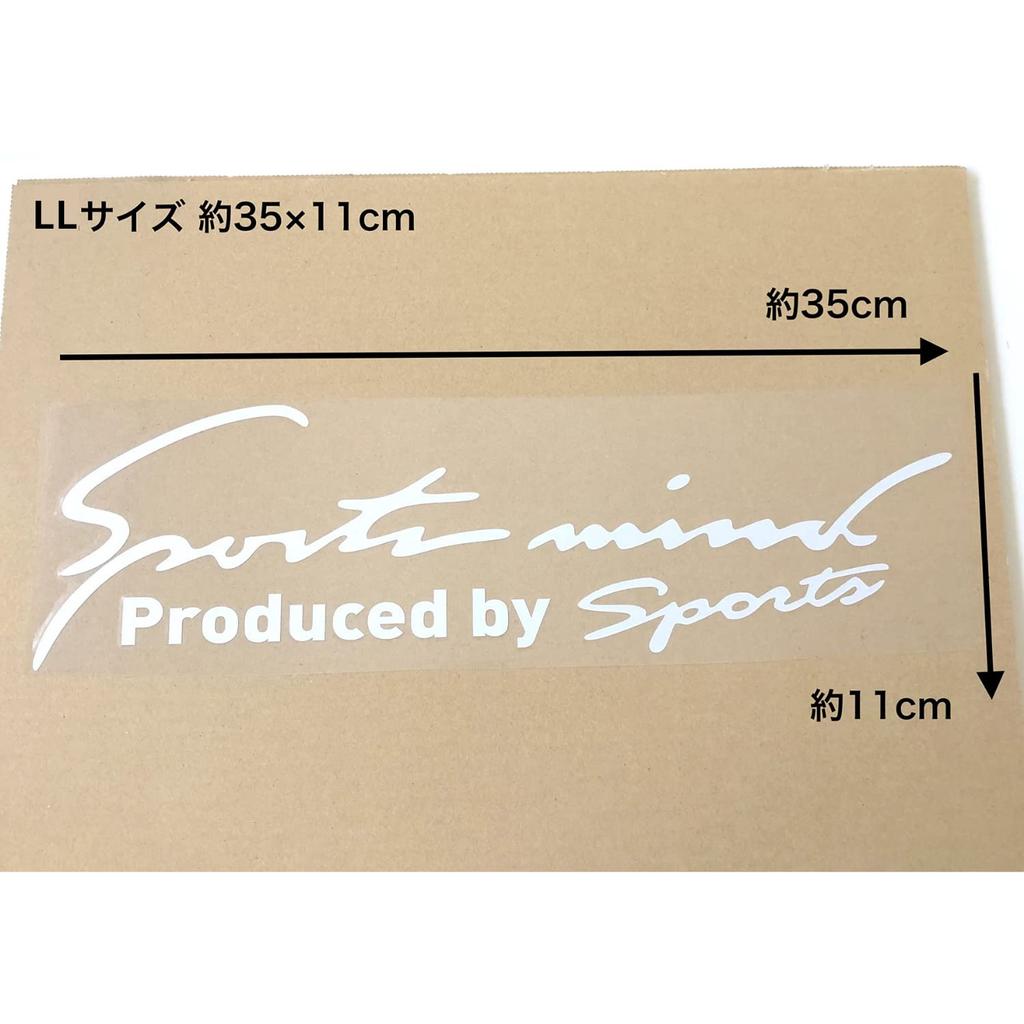 LLサイズ 約35×11cm
約35cm
Sports mind
Produced by Sports
約11cm